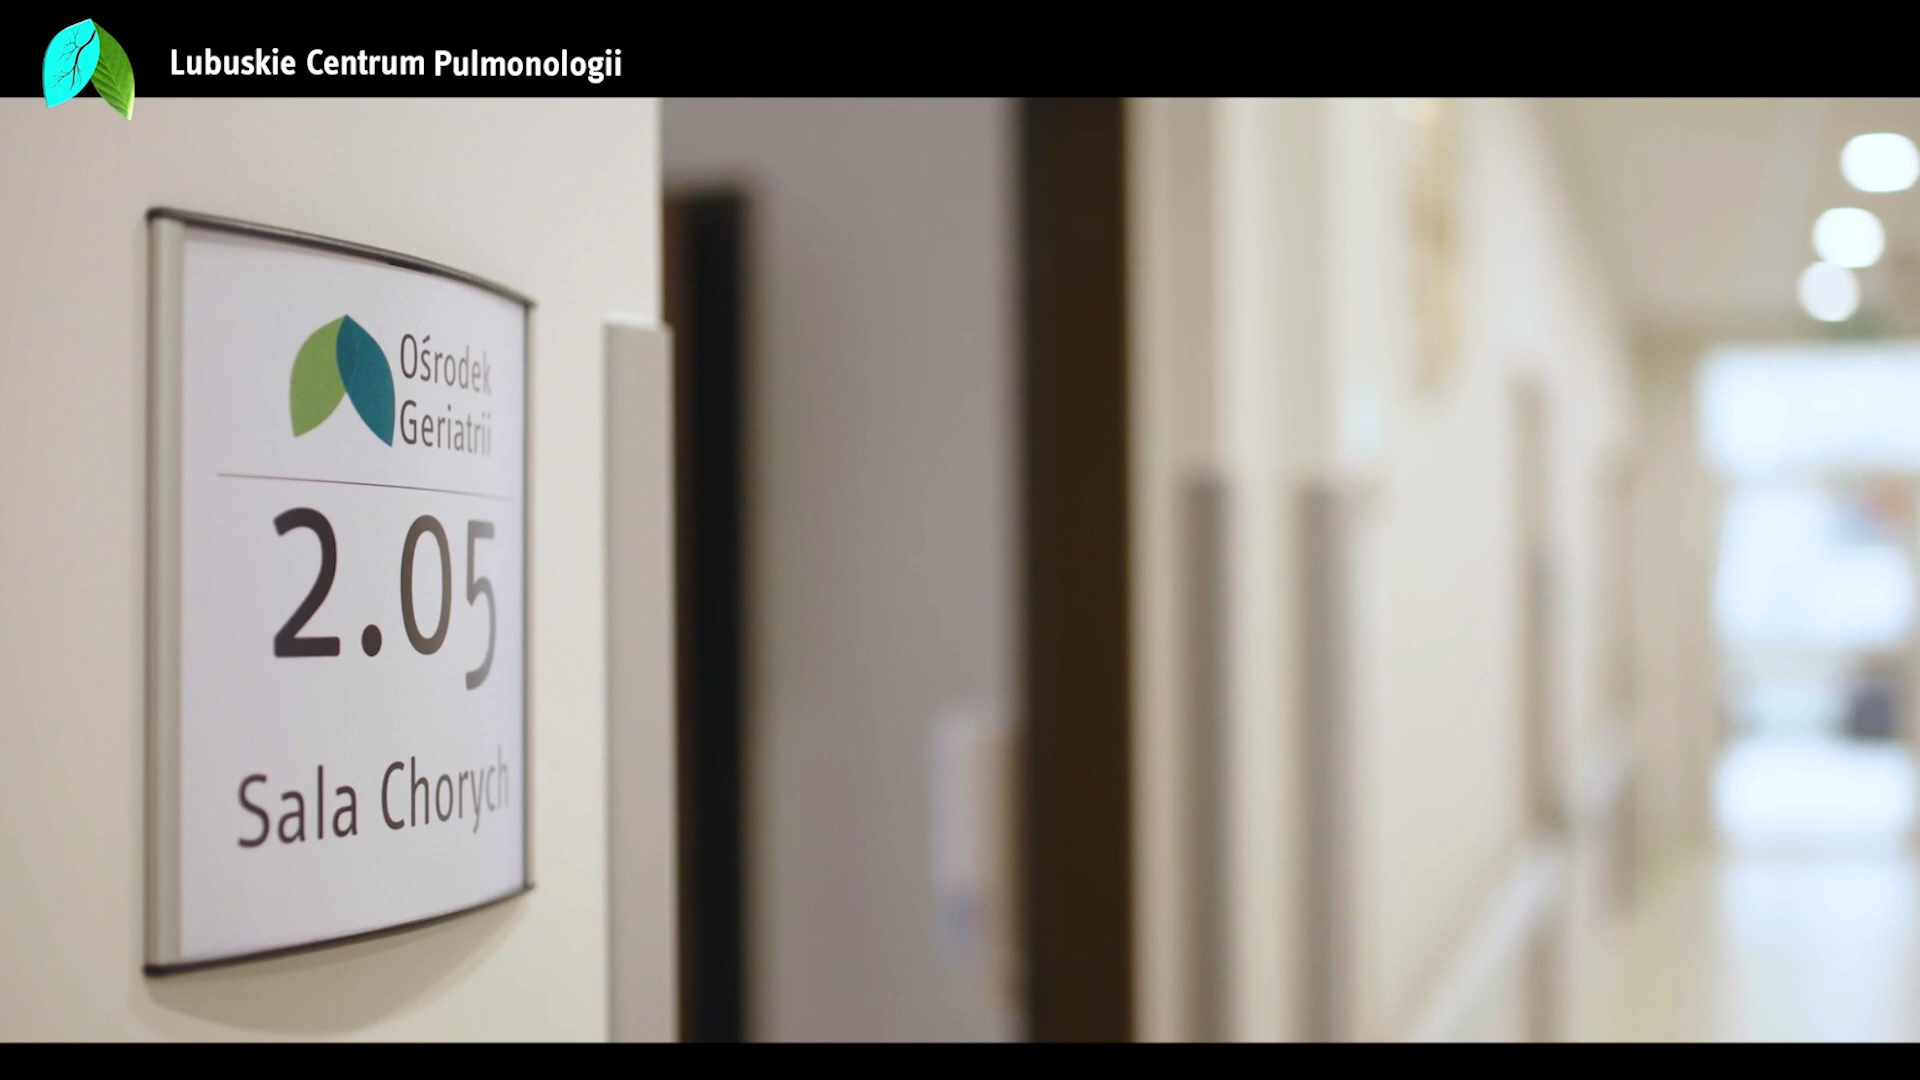 Lubuskie Centrum Pulmonologii
Ośrodek
Geriatrii
2.05
Sala Chorych